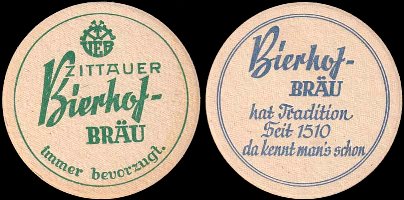 VEB
ZITTAUER
Bierhof-
BRÄU
immer bevorzugt.
Bierhof-
BRÄU
hat Tradition
Seit 1510
da kennt man's schon